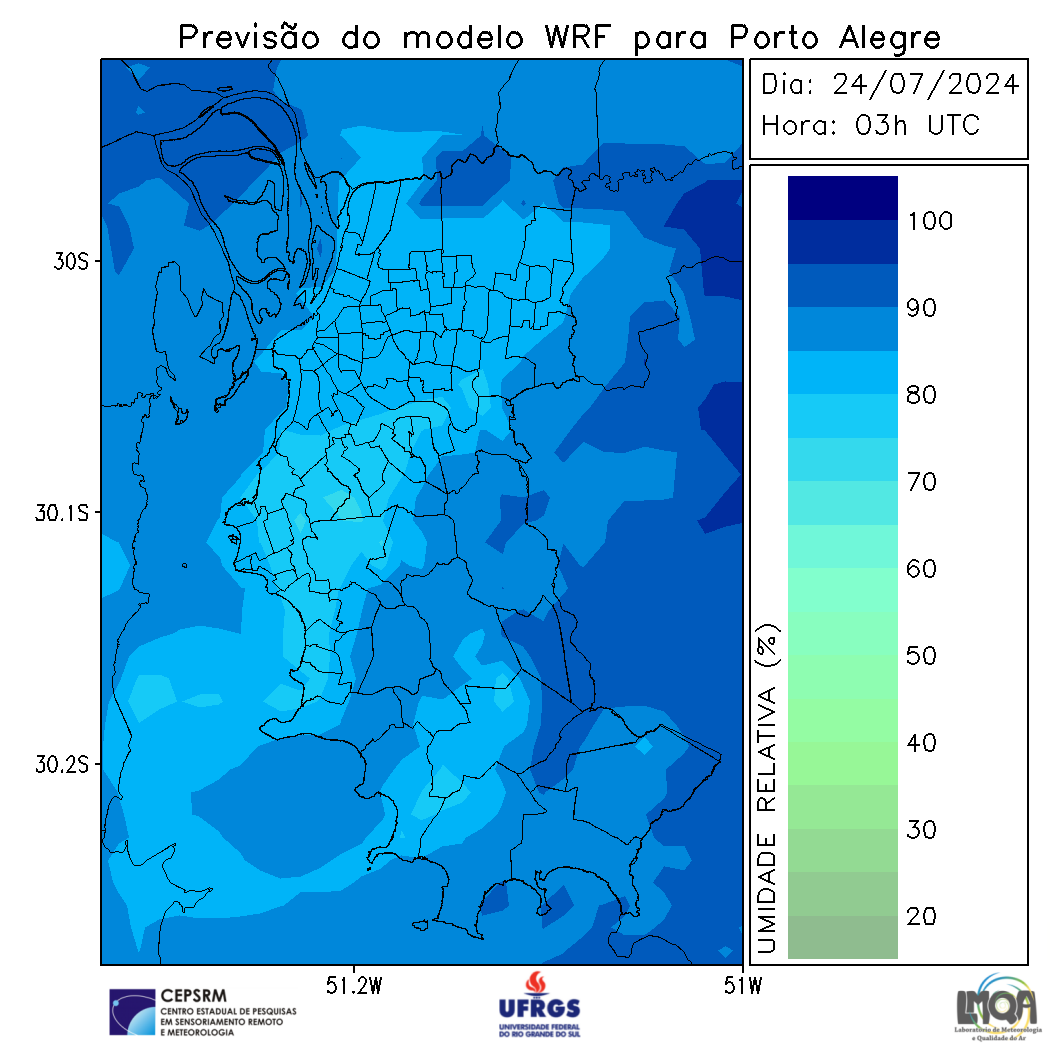 Previsão do modelo WRF para Porto Alegre
Dia: 24/07/2024
Hora: 03h UTC
30S
30.1S
30.2S
51.2W
51W
100
90
80
70
60
50
40
30
20
UMIDADE RELATIVA (%)
CEPSRM
CENTRO ESTADUAL DE PESQUISAS
EM SENSORIAMENTO REMOTO
E METEOROLOGIA
UFRGS
UNIVERSIDADE FEDERAL
DO RIO GRANDE DO SUL
LMQA
Laboratório de Meteorologia
e Qualidade do Ar